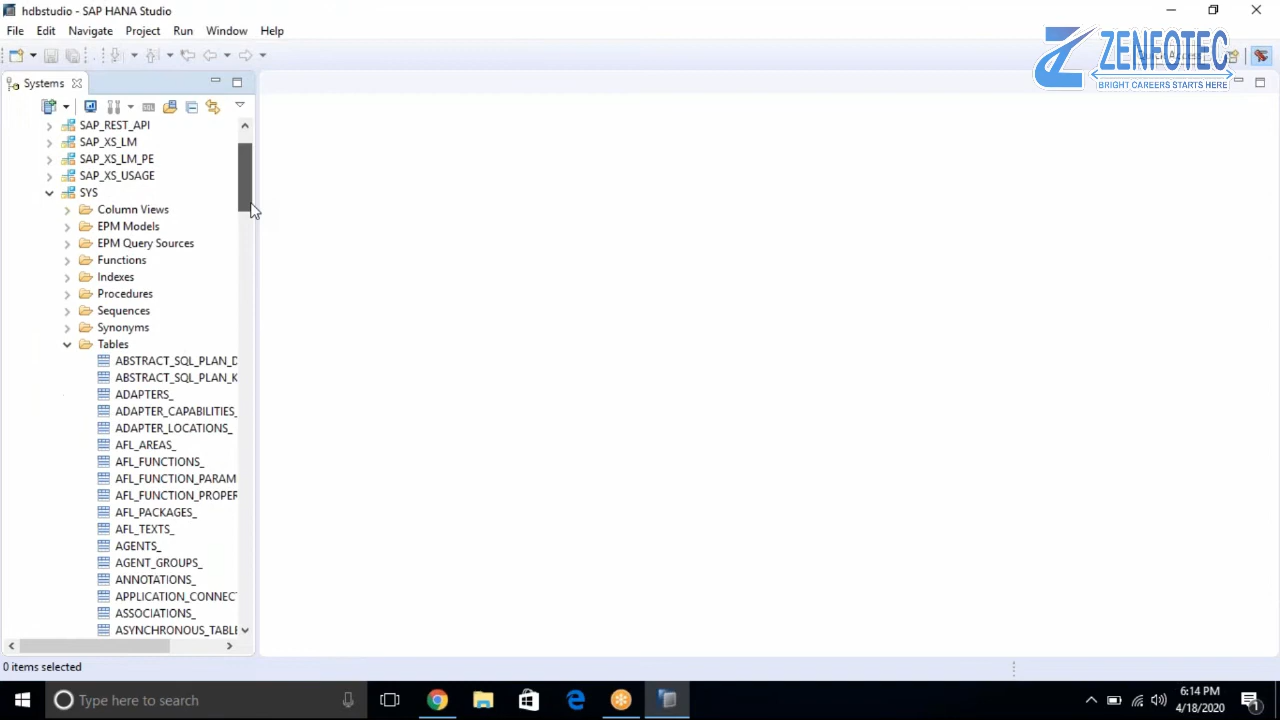 hdbstudio - SAP HANA Studio
File Edit Navigate Project Run Window Help
ZENFOTEC
BRIGHT CAREERS STARTS HERE
Systems
SAP_REST_API
SAP_XS_LM
SAP_XS_LM_PE
SAP_XS_USAGE
SYS
Column Views
EPM Models
EPM Query Sources
Functions
Indexes
Procedures
Sequences
Synonyms
Tables
ABSTRACT_SQL_PLAN_D
ABSTRACT_SQL_PLAN_K
ADAPTERS_
ADAPTER_CAPABILITIES_
ADAPTER_LOCATIONS_
AFL_AREAS_
AFL_FUNCTIONS_
AFL_FUNCTION_PARAM
AFL_FUNCTION_PROPER
AFL_PACKAGES_
AFL_TEXTS_
AGENTS_
AGENT_GROUPS_
ANNOTATIONS_
APPLICATION_CONNECT
ASSOCIATIONS_
ASYNCHRONOUS_TABLE
0 items selected
Type here to search
6:14 PM
4/18/2020
1